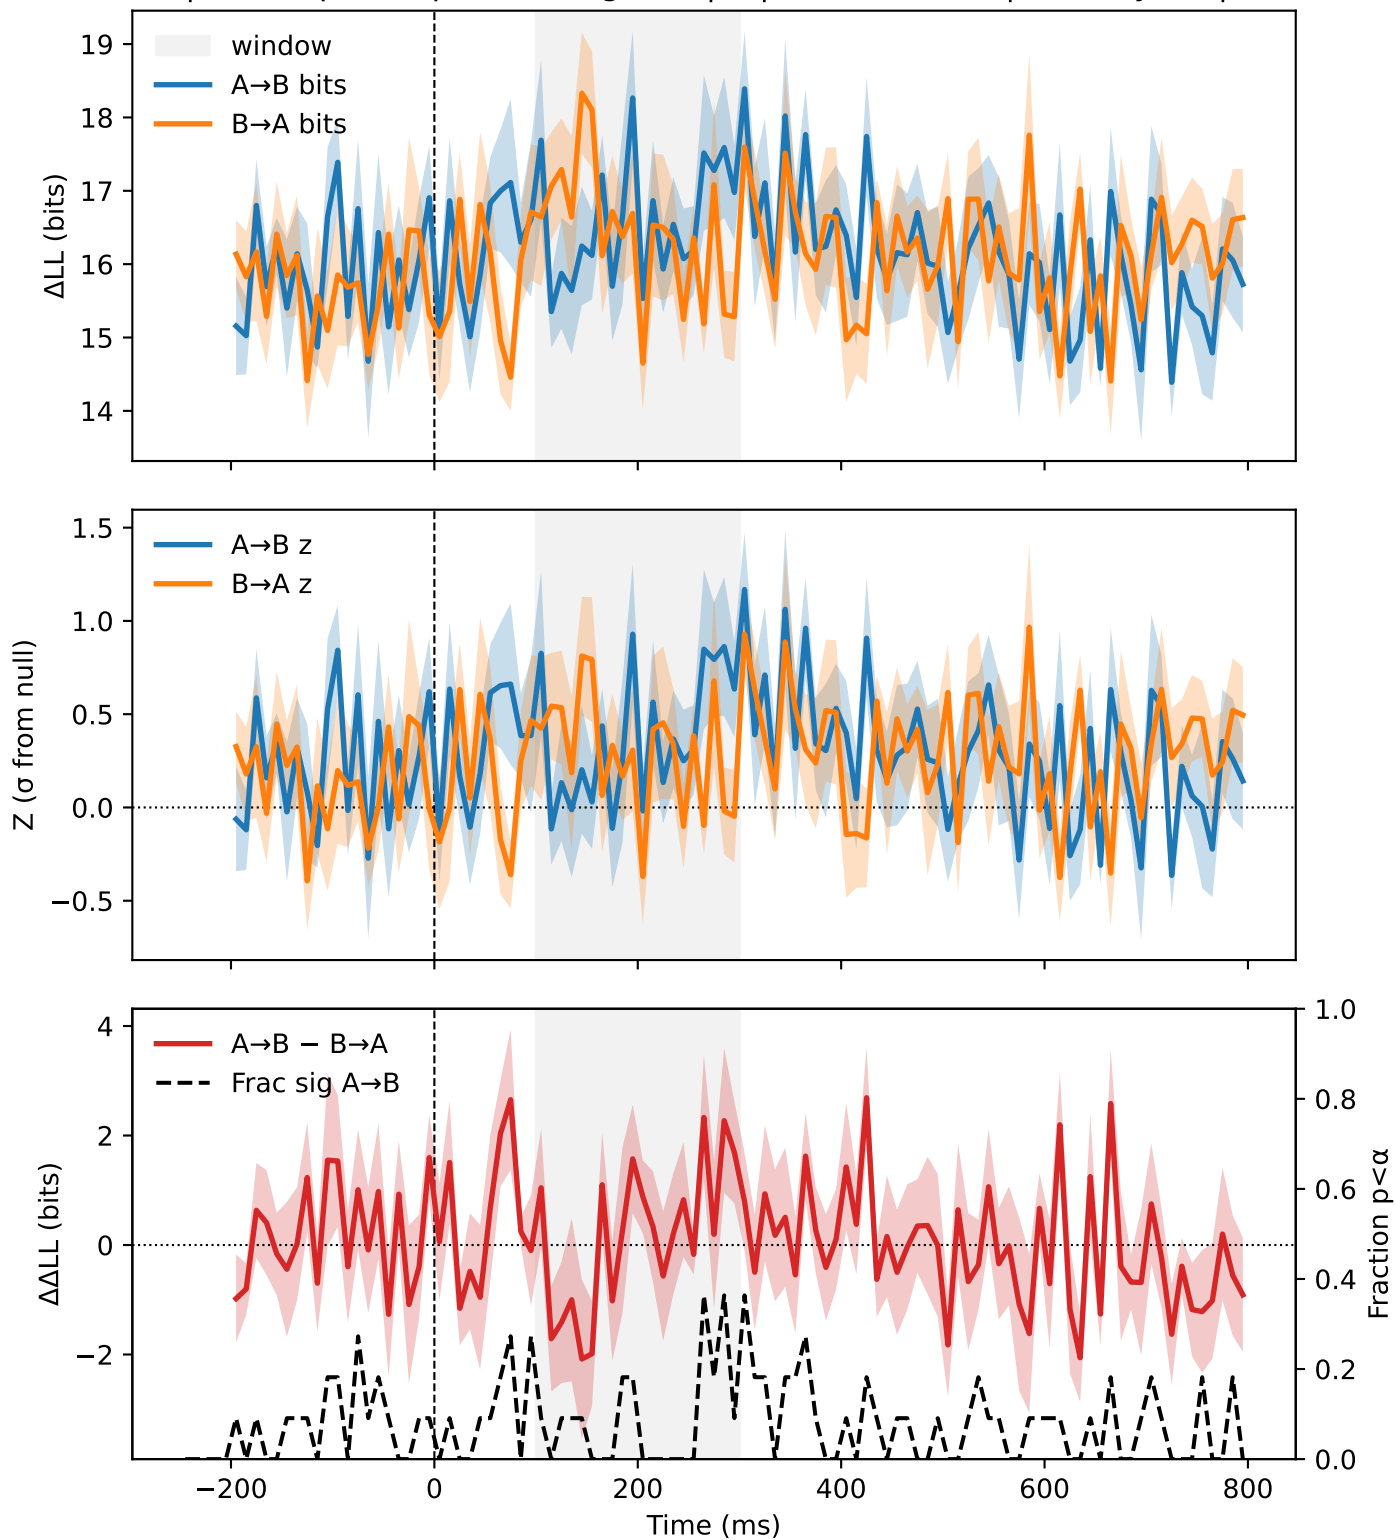 19
18
17
16
15
14
ΔLL (bits)
window
A→B bits
B→A bits
1.5
1.0
0.5
0.0
−0.5
Z (σ from null)
A→B z
B→A z
4
2
0
−2
ΔΔLL (bits)
A→B − B→A
Frac sig A→B
1.0
0.8
0.6
0.4
0.2
0.0
Fraction p<α
−200 0 200 400 600 800
Time (ms)